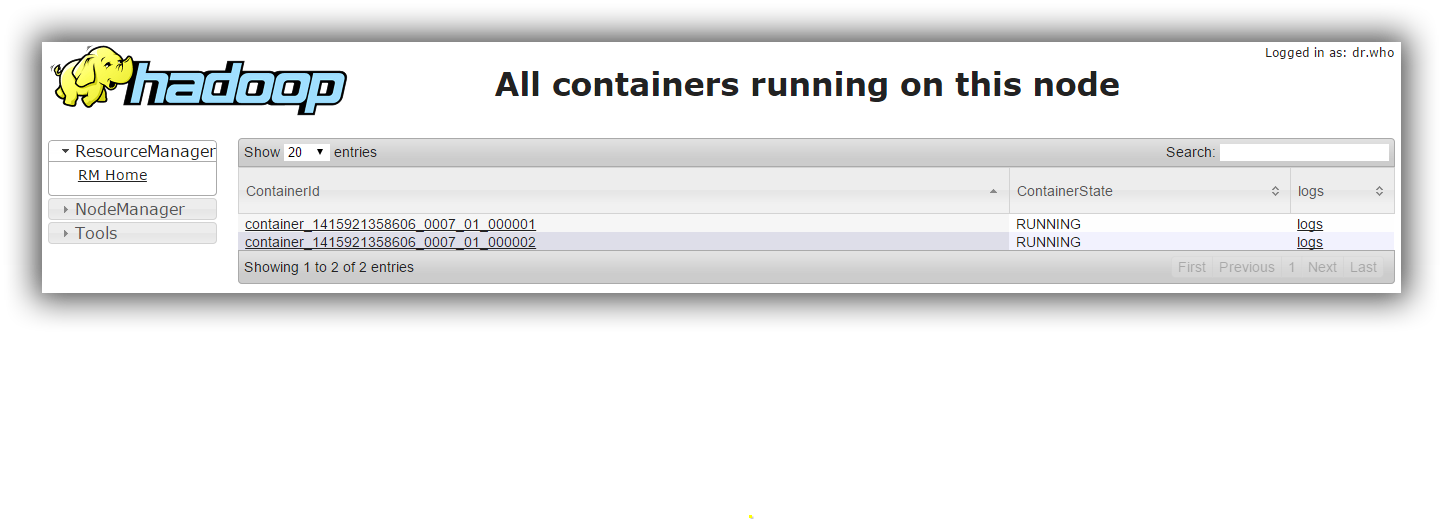 Logged in as: dr.who
hadoop
All containers running on this node
ResourceManager
RM Home
NodeManager
Tools
Show 20 entries
Search:
ContainerId ContainerState logs
container_1415921358606_0007_01_000001 RUNNING logs
container_1415921358606_0007_01_000002 RUNNING logs
Showing 1 to 2 of 2 entries
First Previous 1 Next Last